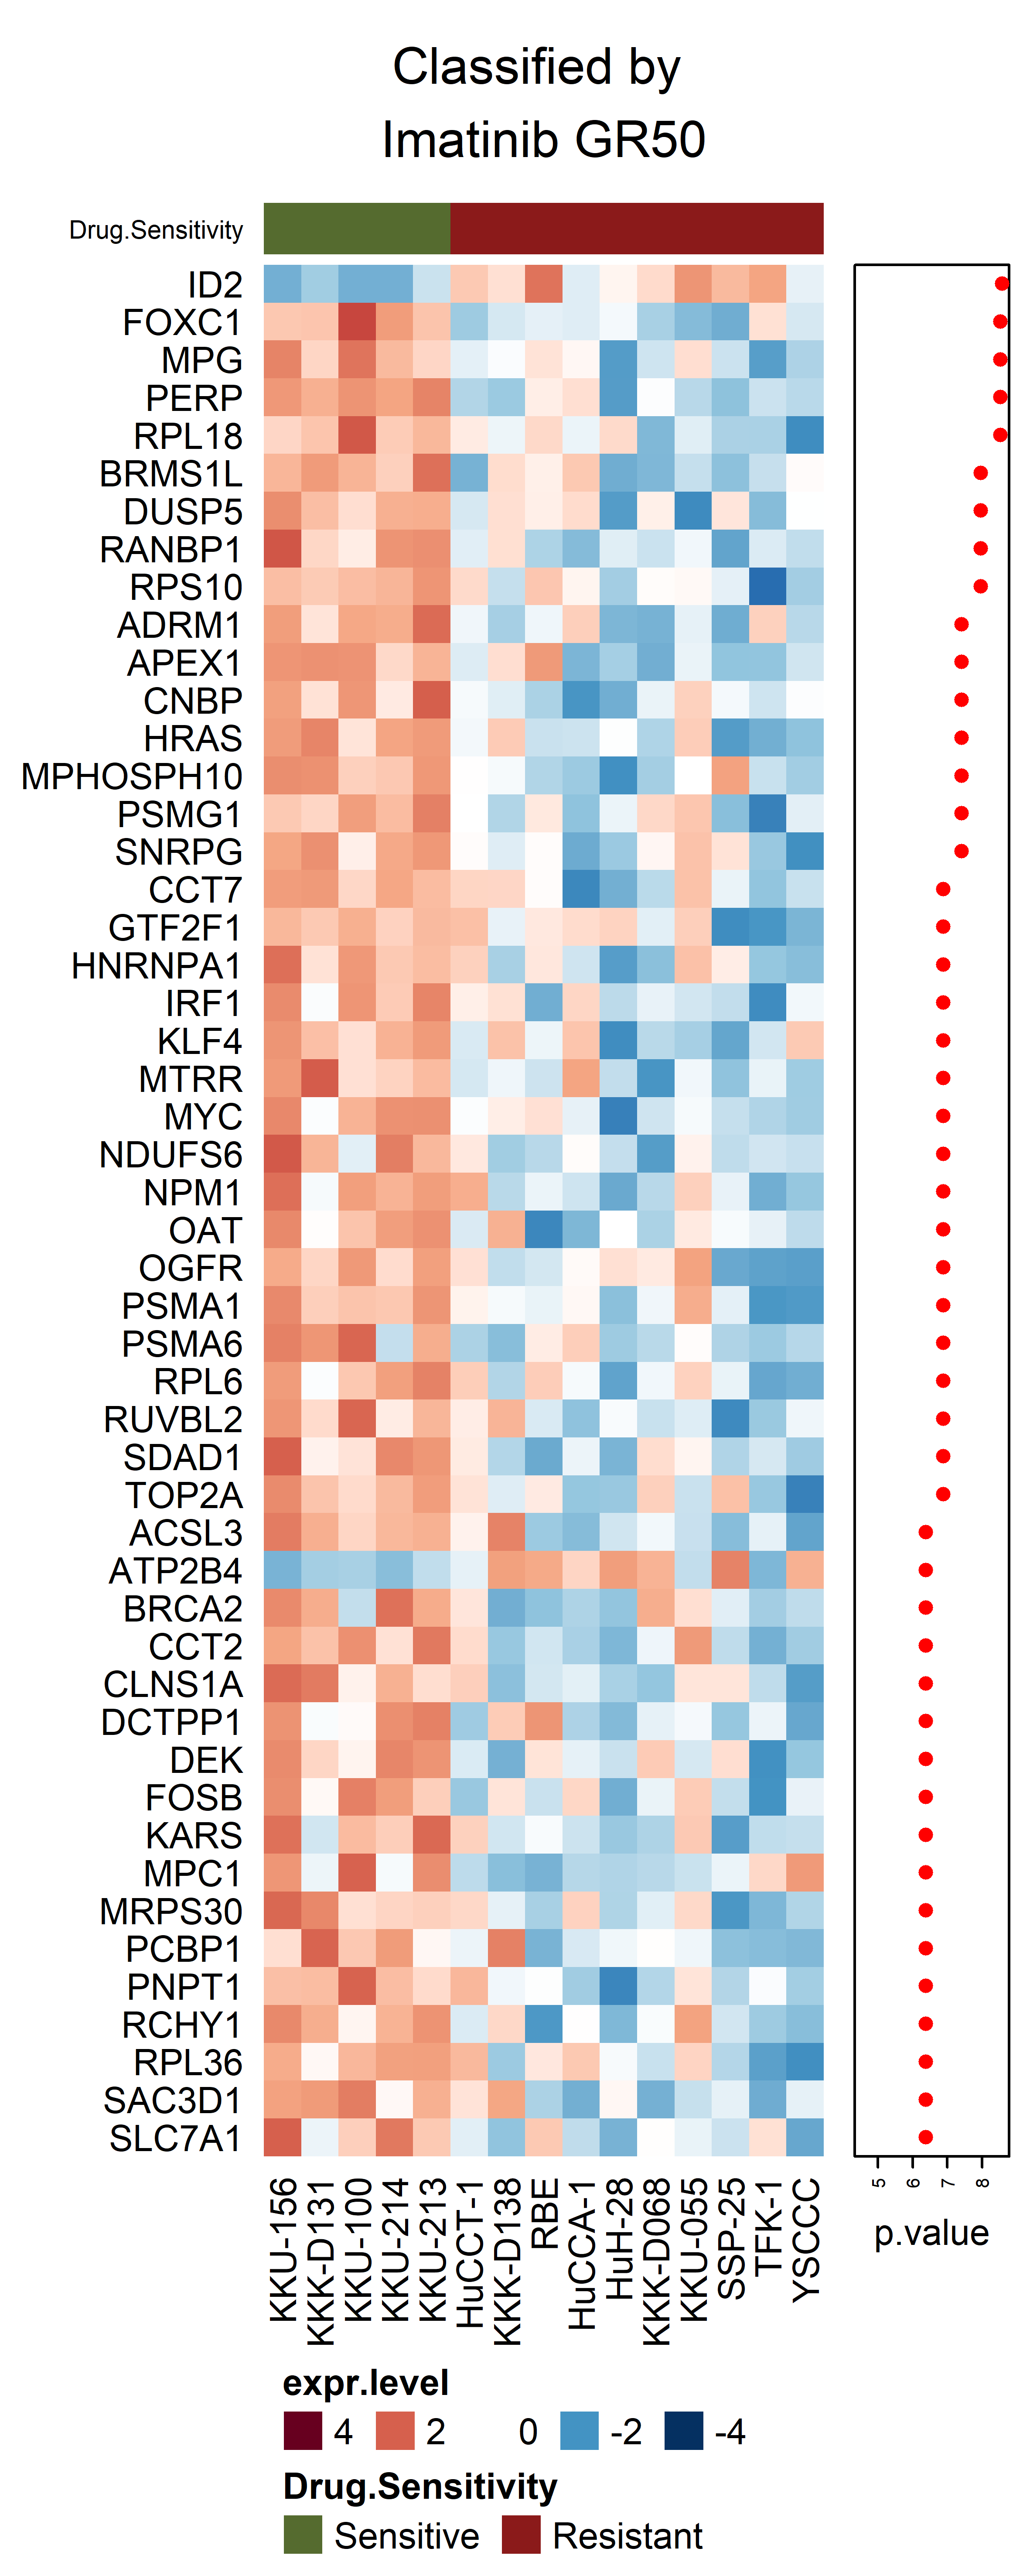 Classified by
Imatinib GR50
Drug.Sensitivity
ID2
FOXC1
MPG
PERP
RPL18
BRMS1L
DUSP5
RANBP1
RPS10
ADRM1
APEX1
CNBP
HRAS
MPHOSPH10
PSMG1
SNRPG
CCT7
GTF2F1
HNRNPA1
IRF1
KLF4
MTRR
MYC
NDUFS6
NPM1
OAT
OGFR
PSMA1
PSMA6
RPL6
RUVBL2
SDAD1
TOP2A
ACSL3
ATP2B4
BRCA2
CCT2
CLNS1A
DCTPP1
DEK
FOSB
KARS
MPC1
MRPS30
PCBP1
PNPT1
RCHY1
RPL36
SAC3D1
SLC7A1
5 6 7 8
p.value
KKU-156
KKK-D131
KKU-100
KKU-214
KKU-213
HuCCT-1
KKK-D138
RBE
HuCCA-1
HuH-28
KKK-D068
KKU-055
SSP-25
TFK-1
YSCCC
expr.level
4 2 0 -2 -4
Drug.Sensitivity
Sensitive Resistant